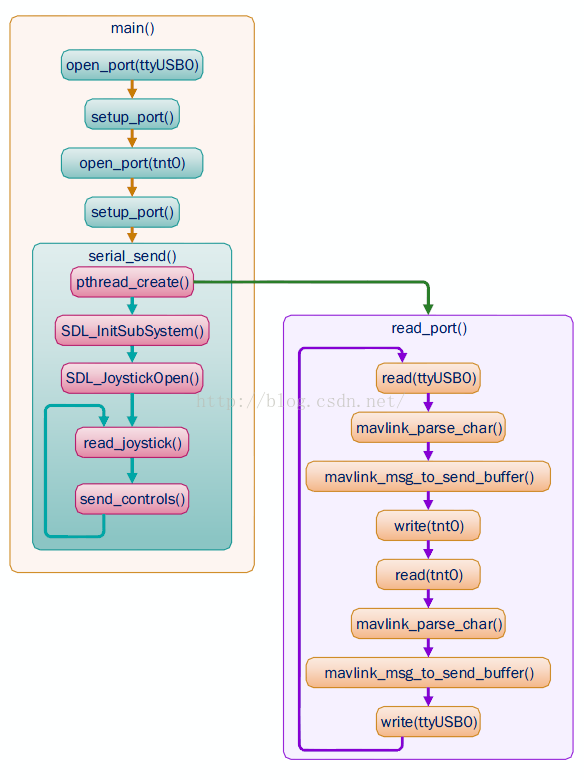 main()
open_port(ttyUSB0)
setup_port()
open_port(tnt0)
setup_port()
serial_send()
pthread_create()
SDL_InitSubSystem()
SDL_JoystickOpen()
read_joystick()
send_controls()
read_port()
read(ttyUSB0)
mavlink_parse_char()
mavlink_msg_to_send_buffer()
write(tnt0)
read(tnt0)
mavlink_parse_char()
mavlink_msg_to_send_buffer()
write(ttyUSB0)
http://blog.csdn.net/